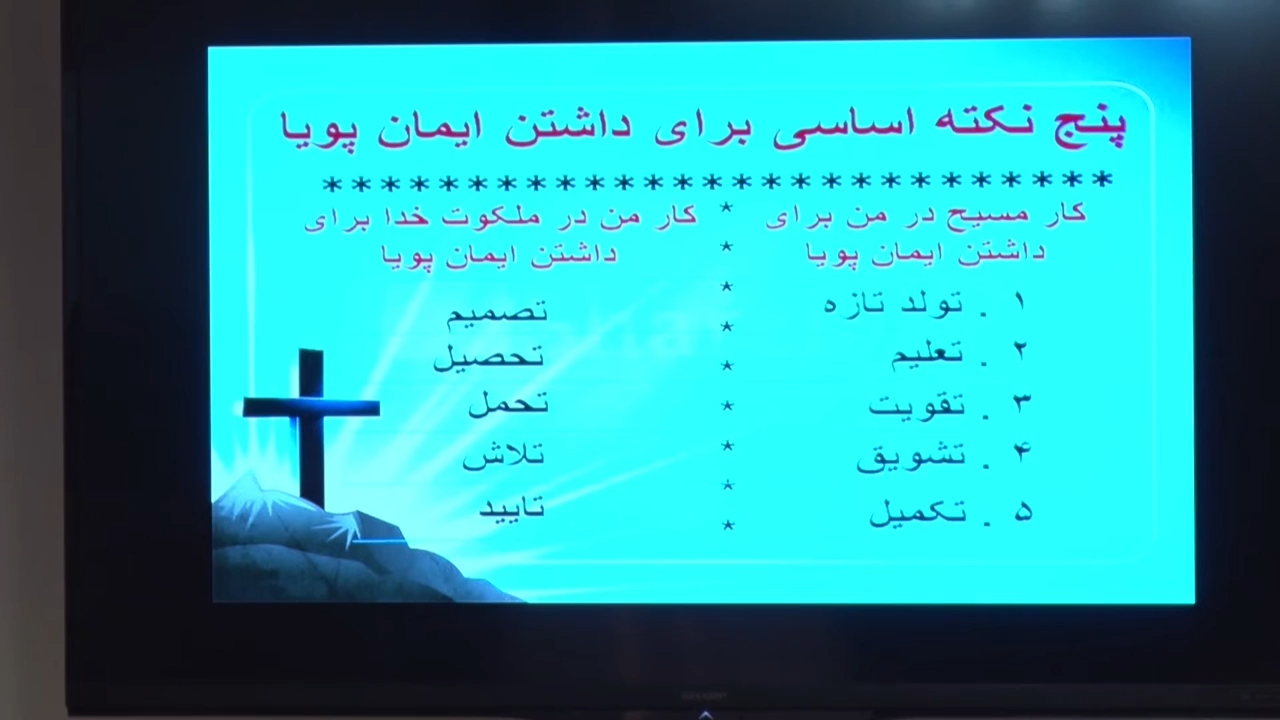 پنج نکته اساسی برای داشتن ایمان پویا
***************************
کار مسیح در من برای
داشتن ایمان پویا
۱ . تولد تازه
۲ . تعلیم
۳ . تقویت
۴ . تشویق
۵ . تکمیل
کار من در ملکوت خدا برای
داشتن ایمان پویا
تصمیم
تحصیل
تحمل
تلاش
تایید
SHARP